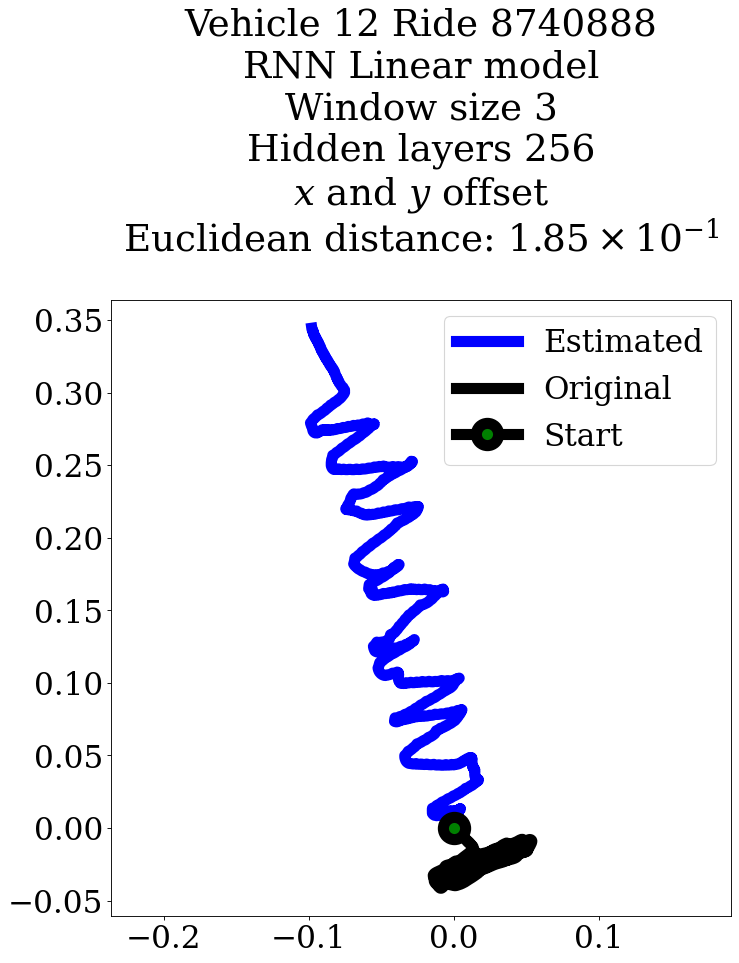 Vehicle 12 Ride 8740888
RNN Linear model
Window size 3
Hidden layers 256
x and y offset
Euclidean distance: 1.85 × 10⁻¹
Estimated
Original
Start
0.35
0.30
0.25
0.20
0.15
0.10
0.05
0.00
−0.05
−0.2 −0.1 0.0 0.1